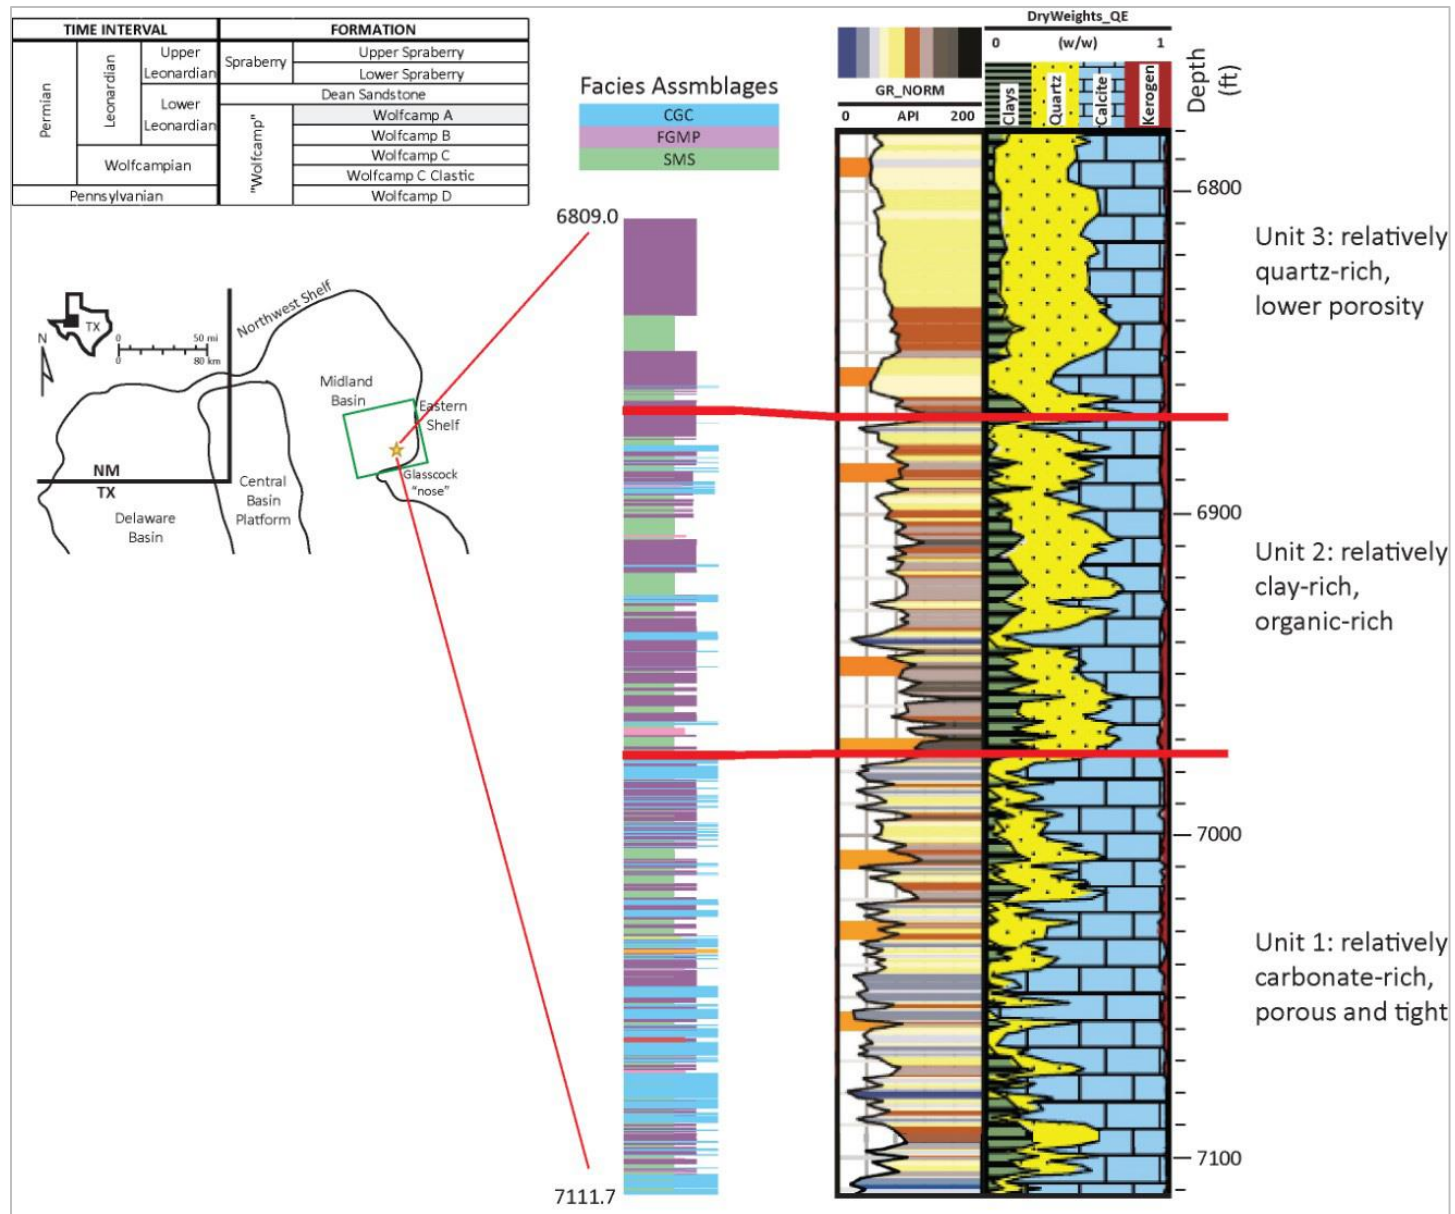 TIME INTERVAL
FORMATION
Permian
Leonardian
Upper
Leonardian
Lower
Leonardian
Wolfcampian
Pennsylvanian
Spraberry
Upper Spraberry
Lower Spraberry
Dean Sandstone
"Wolfcamp"
Wolfcamp A
Wolfcamp B
Wolfcamp C
Wolfcamp C Clastic
Wolfcamp D
Facies Assmblages
CGC
FGMP
SMS
GR_NORM
0 API 200
DryWeights_QE
0 (w/w) 1
Clays
Quartz
Calcite
Kerogen
Depth
(ft)
6800
6900
7000
7100
6809.0
7111.7
Unit 3: relatively
quartz-rich,
lower porosity
Unit 2: relatively
clay-rich,
organic-rich
Unit 1: relatively
carbonate-rich,
porous and tight
N
TX
0 50 mi
0 80 km
Northwest Shelf
Midland
Basin
Eastern
Shelf
Glasscock
"nose"
NM
TX
Central
Basin
Platform
Delaware
Basin